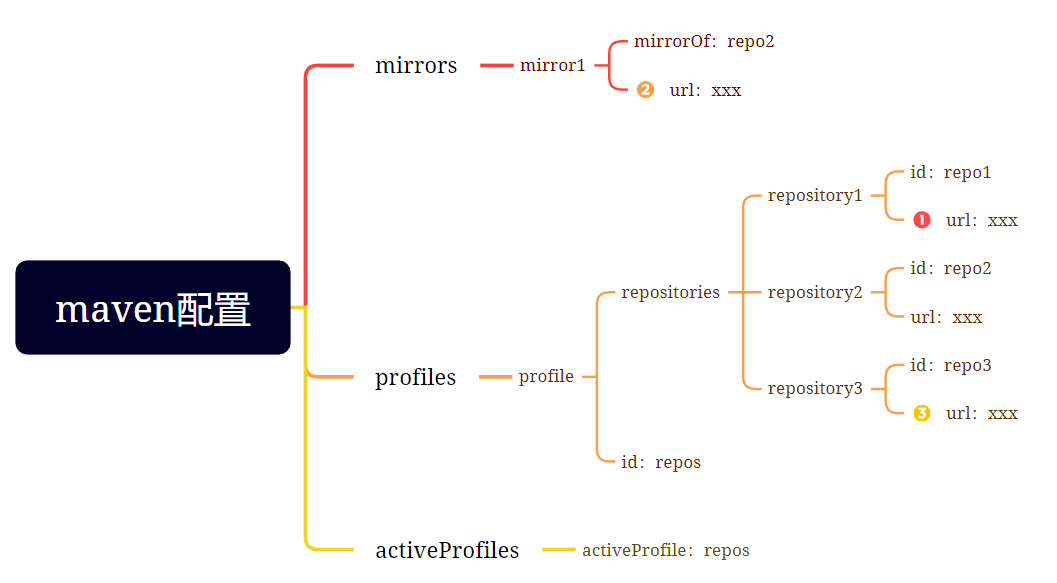 maven配置
mirrors
mirror1
mirrorOf：repo2
2 url：xxx
profiles
profile
repositories
repository1
id：repo1
1 url：xxx
repository2
id：repo2
url：xxx
repository3
id：repo3
3 url：xxx
id：repos
activeProfiles
activeProfile：repos